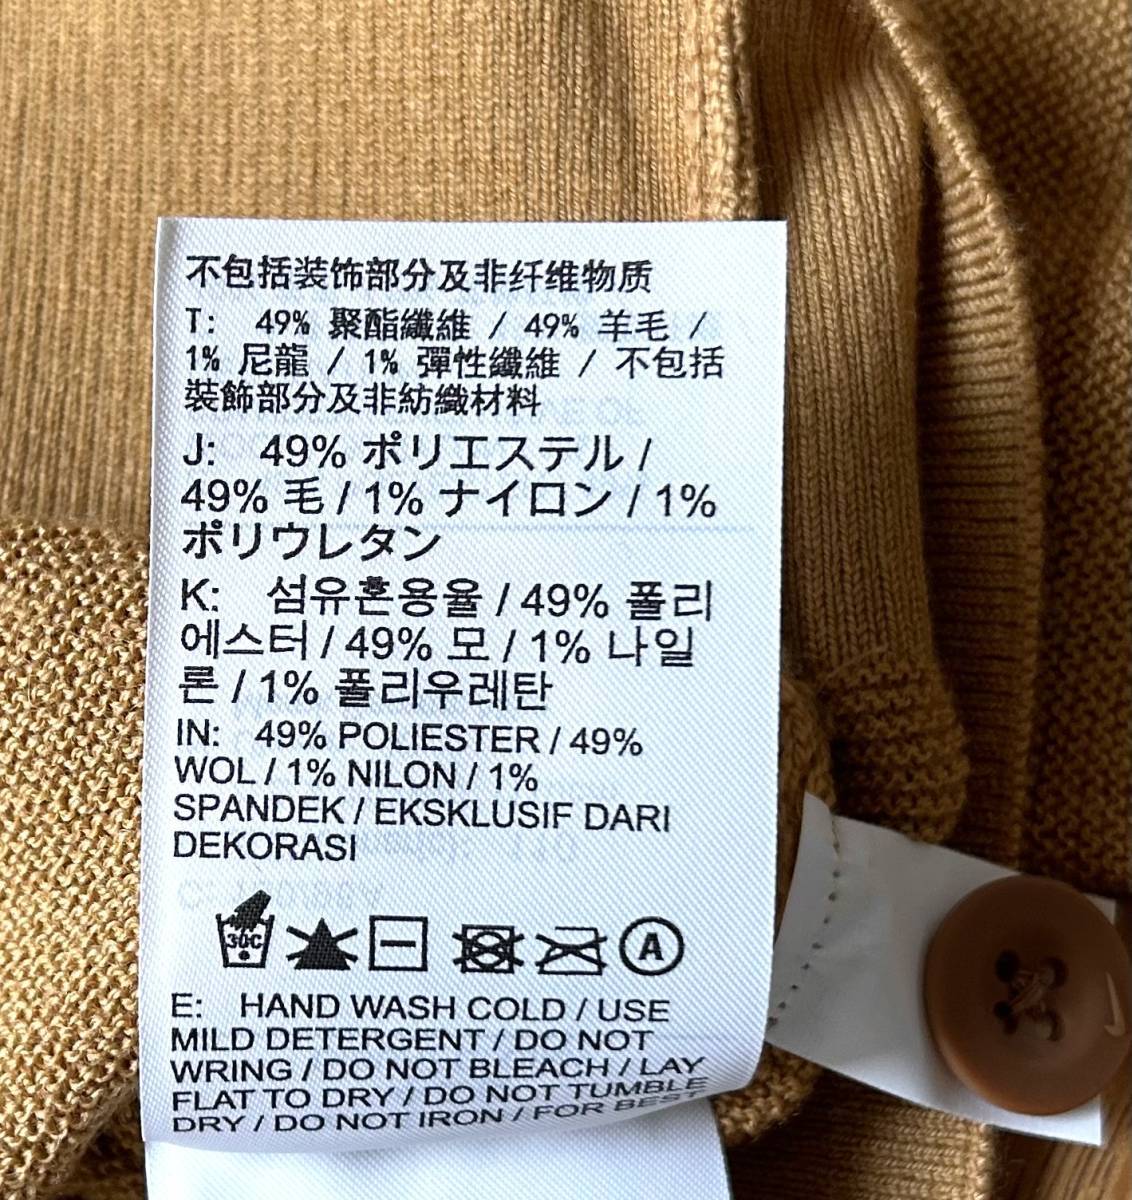 不包括装饰部分及非纤维物质
T: 49% 聚酯纖維 / 49% 羊毛 /
1% 尼龍 / 1% 彈性纖維 / 不包括
裝飾部分及非紡織材料
J: 49% ポリエステル /
49% 毛 / 1% ナイロン / 1%
ポリウレタン
K: 섬유혼용율 / 49% 폴리
에스터 / 49% 모 / 1% 나일
론 / 1% 폴리우레탄
IN: 49% POLIESTER / 49%
WOL / 1% NILON / 1%
SPANDEK / EKSKLUSIF DARI
DEKORASI
30C A
E: HAND WASH COLD / USE
MILD DETERGENT / DO NOT
WRING / DO NOT BLEACH / LAY
FLAT TO DRY / DO NOT TUMBLE
DRY / DO NOT IRON / FOR BEST